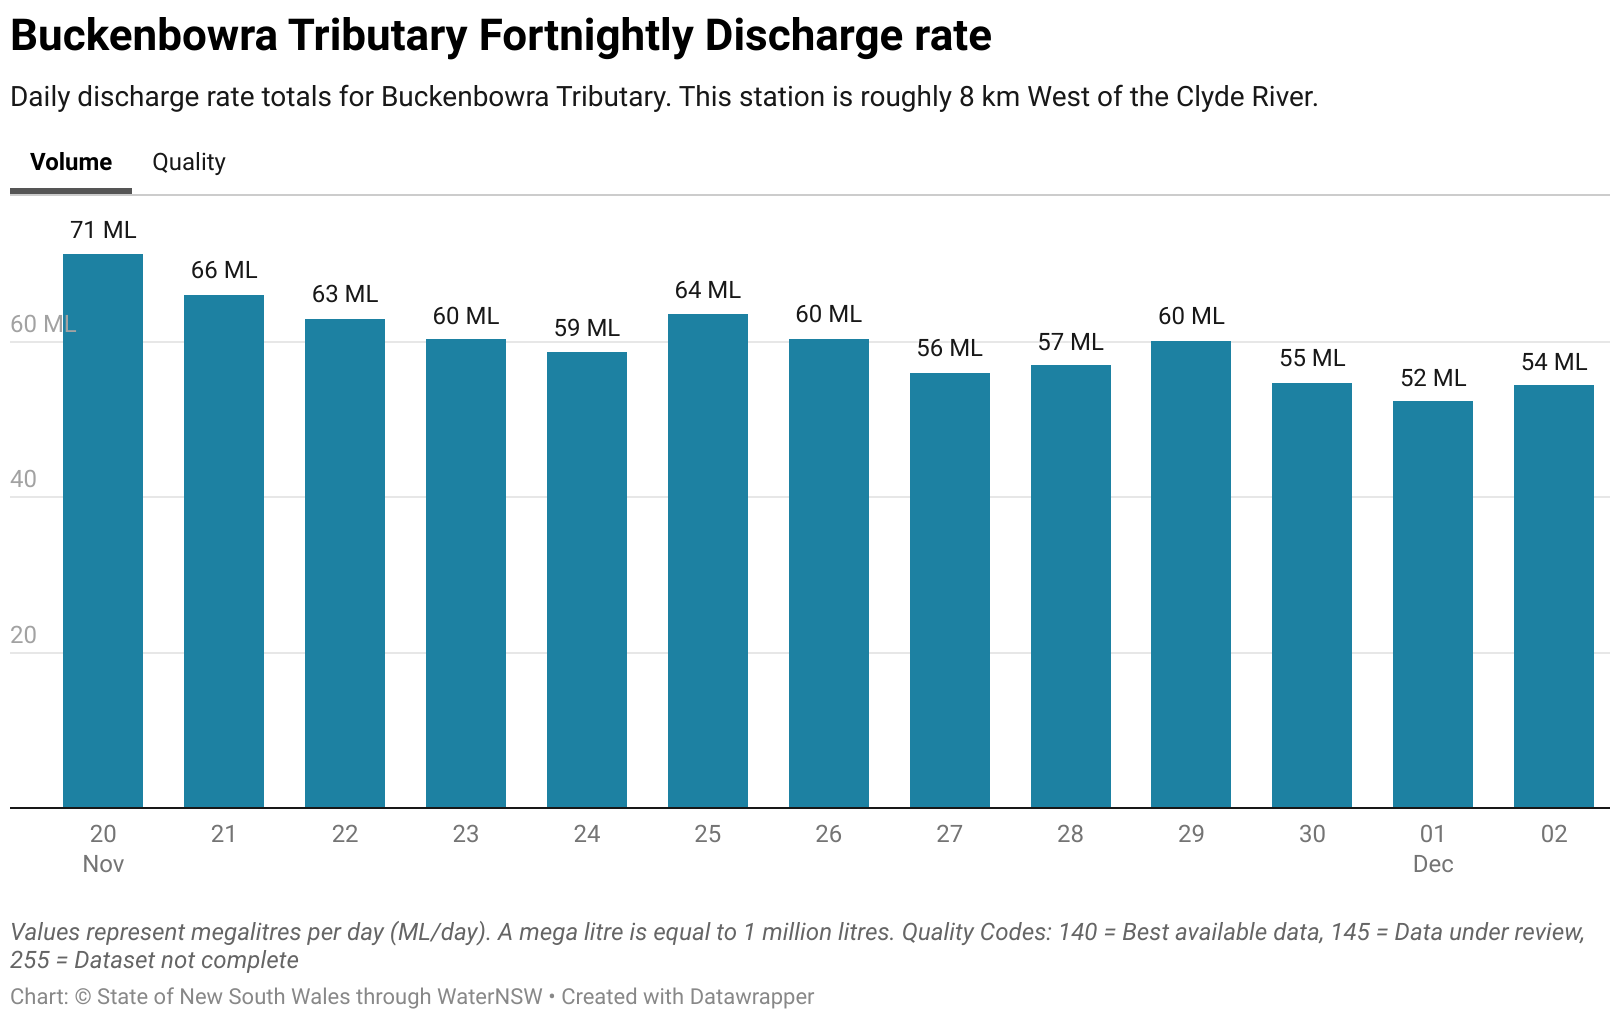 Buckenbowra Tributary Fortnightly Discharge rate
Daily discharge rate totals for Buckenbowra Tributary. This station is roughly 8 km West of the Clyde River.
Volume Quality
71 ML
66 ML
63 ML
60 ML
59 ML
64 ML
60 ML
56 ML
57 ML
60 ML
55 ML
52 ML
54 ML
60 ML
40
20
20 21 22 23 24 25 26 27 28 29 30 01 02
Nov Dec
Values represent megalitres per day (ML/day). A mega litre is equal to 1 million litres. Quality Codes: 140 = Best available data, 145 = Data under review,
255 = Dataset not complete
Chart: © State of New South Wales through WaterNSW • Created with Datawrapper